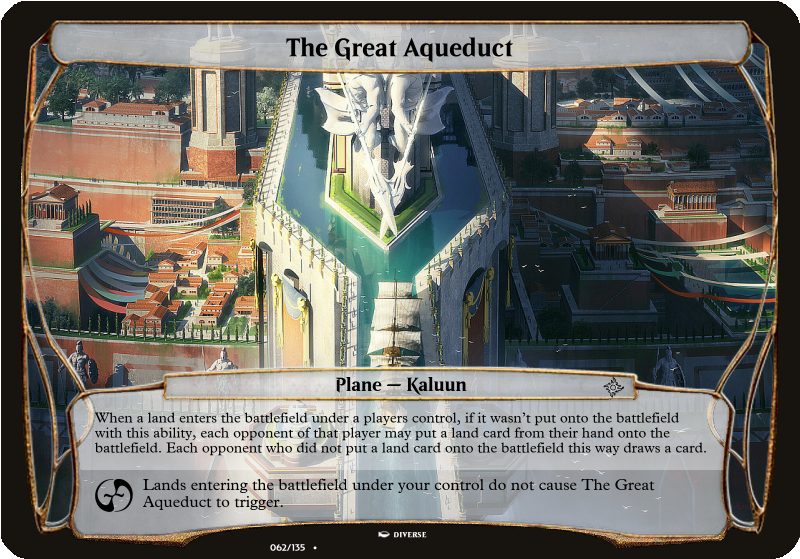 The Great Aqueduct
Plane — Kaluun
When a land enters the battlefield under a players control, if it wasn't put onto the battlefield
with this ability, each opponent of that player may put a land card from their hand onto the
battlefield. Each opponent who did not put a land card onto the battlefield this way draws a card.
Lands entering the battlefield under your control do not cause The Great
Aqueduct to trigger.
DIVERSE
062/135 •